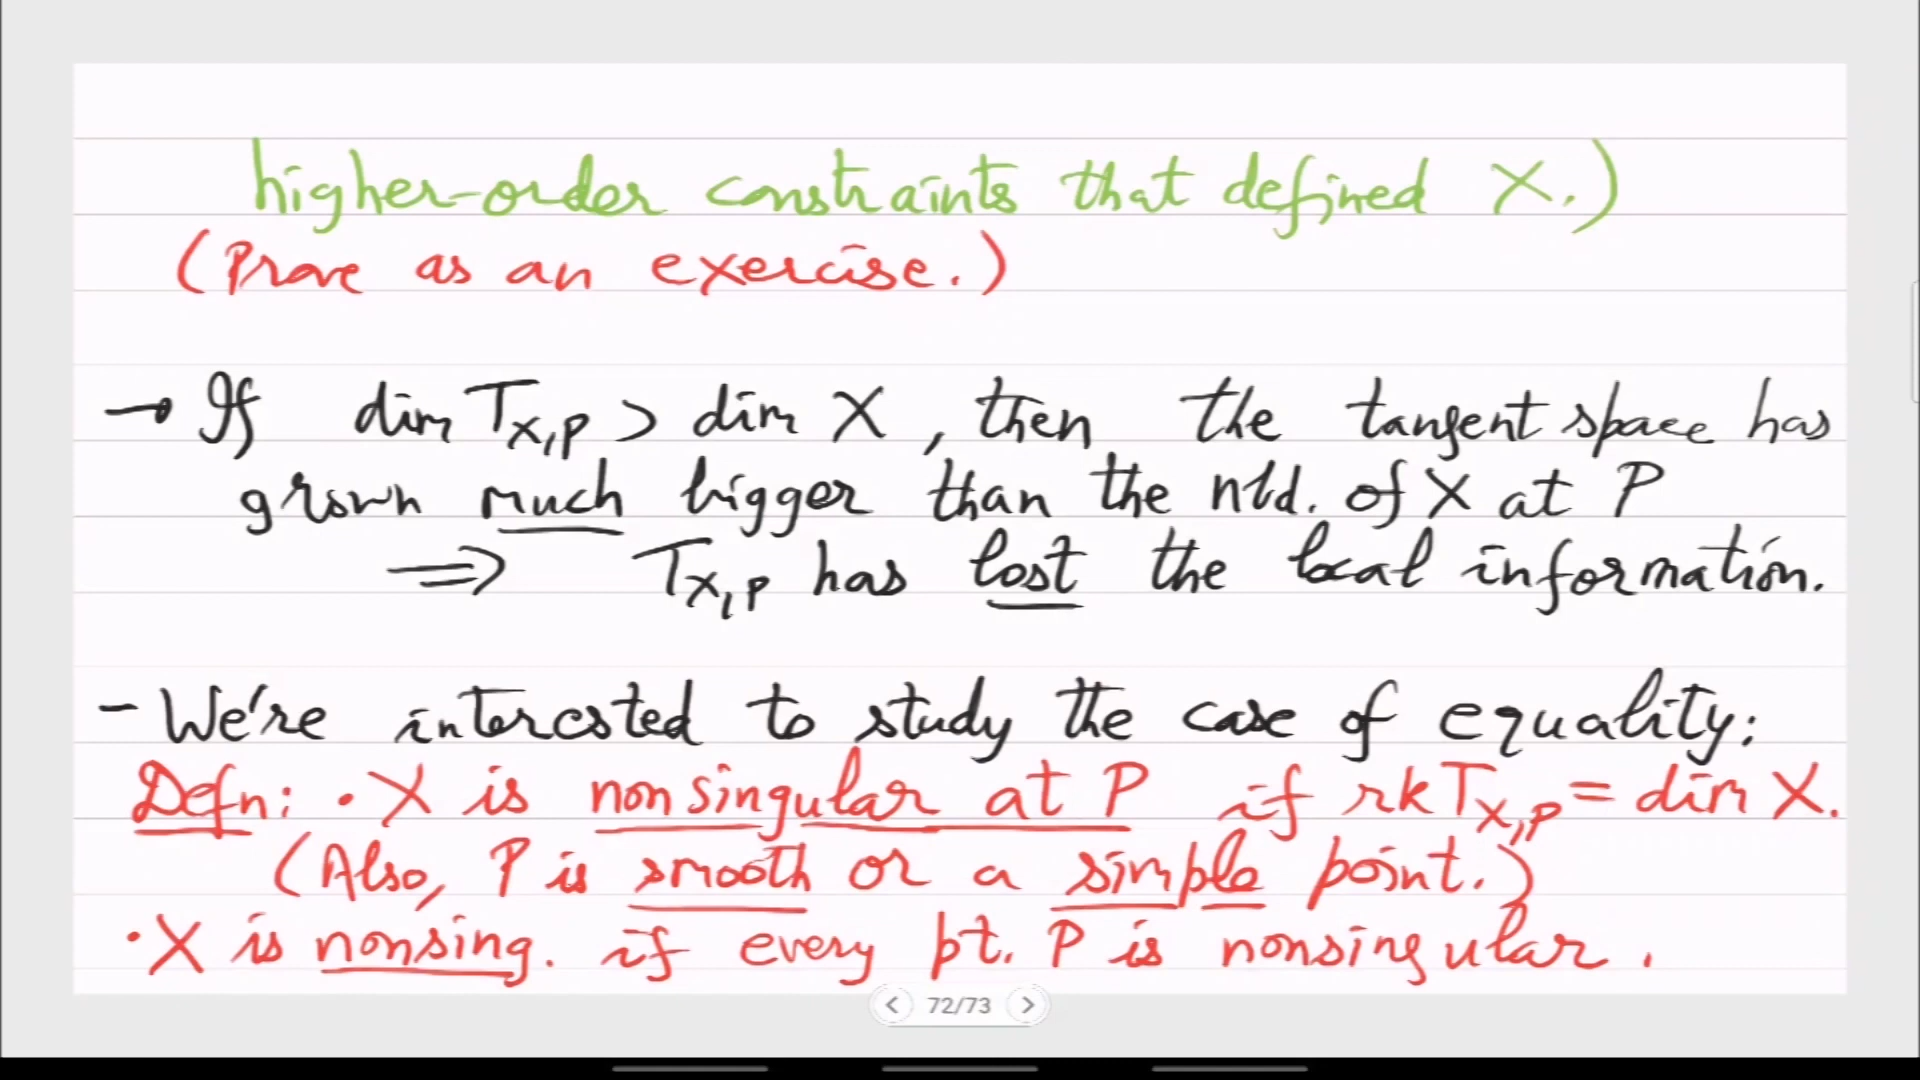 higher-order constraints that defined X.)
(Prove as an exercise.)
→ If dim T_{X,P} > dim X, then the tangent space has
grown much bigger than the nbd. of X at P
⟹ T_{X,P} has lost the local information.
- We're interested to study the case of equality:
Defn: · X is nonsingular at P if rk T_{X,P} = dim X.
(Also, P is smooth or a simple point.)
· X is nonsing. if every pt. P is nonsingular.
< 72/73 >